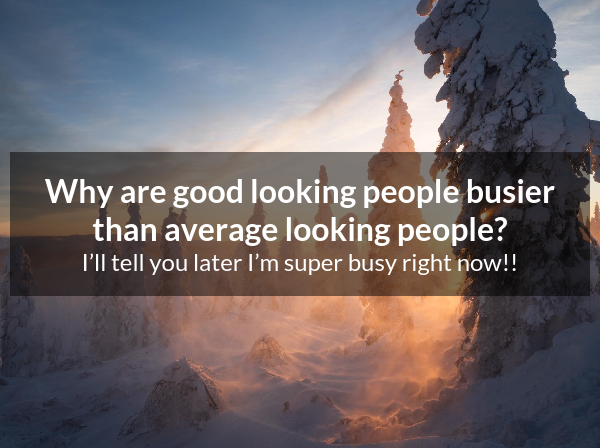 Why are good looking people busier
than average looking people?
I’ll tell you later I’m super busy right now!!